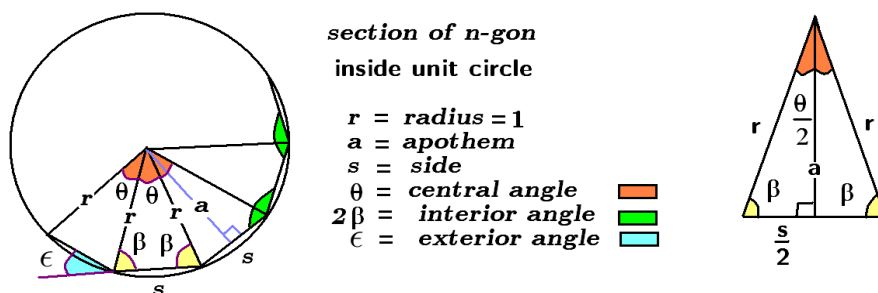 section of n-gon
inside unit circle
r = radius = 1
a = apothem
s = side
θ = central angle
2β = interior angle
ϵ = exterior angle
θ θ
r r r a
β β
ϵ
s
s
θ/2
r r
a
β β
s/2